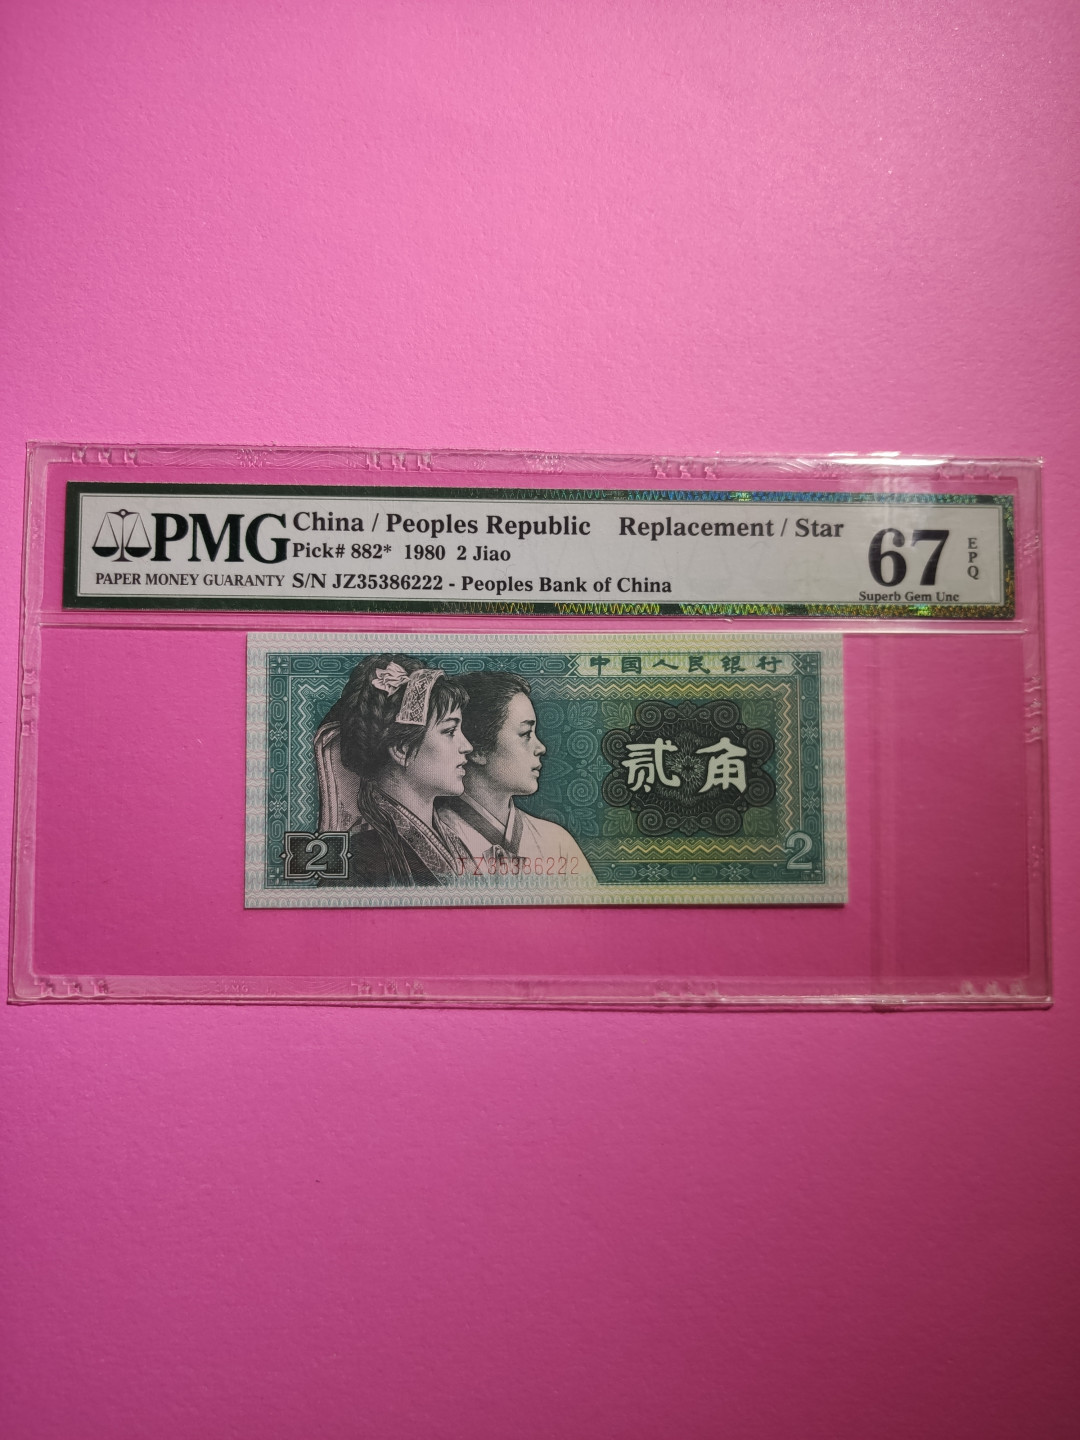 PMG
PAPER MONEY GUARANTY
China / Peoples Republic Replacement / Star
Pick# 882* 1980 2 Jiao
S/N JZ35386222 - Peoples Bank of China
67
EPQ
Superb Gem Unc
中国人民银行
贰角
2
2
JZ35386222